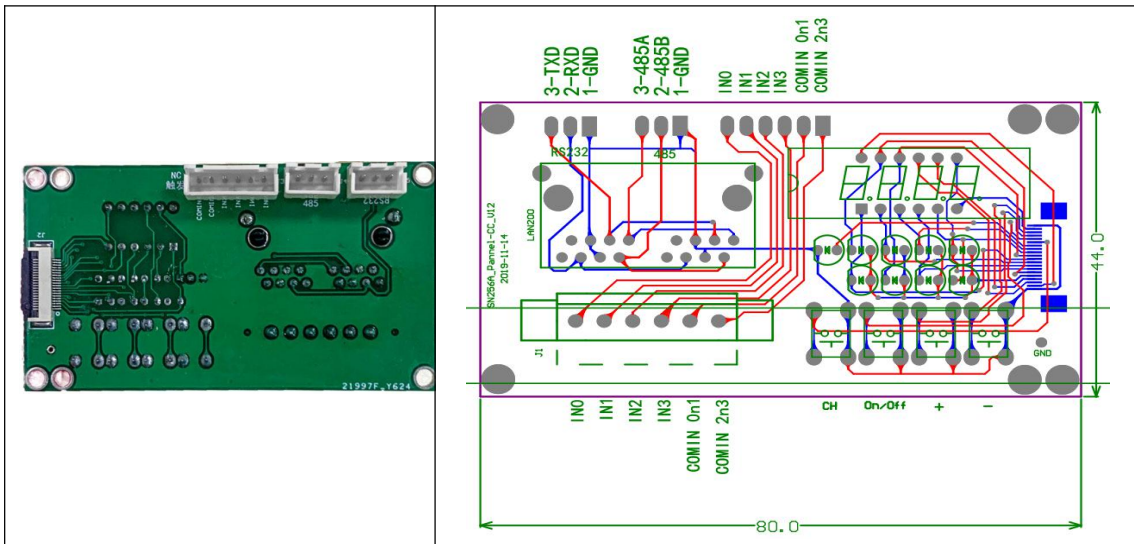 NC
触发
COMIN
COMIN
485
RS232
J2
21997F_Y624
3-TXD
2-RXD
1-GND
3-485A
2-485B
1-GND
IN0
IN1
IN2
IN3
COMIN 0n1
COMIN 2n3
RS232
485
LAN200
SN256A_Pannel-CC_V12
2019-11-14
J1
GND
44.0
IN0
IN1
IN2
IN3
COMIN 0n1
COMIN 2n3
CH
On/Off
+
-
80.0